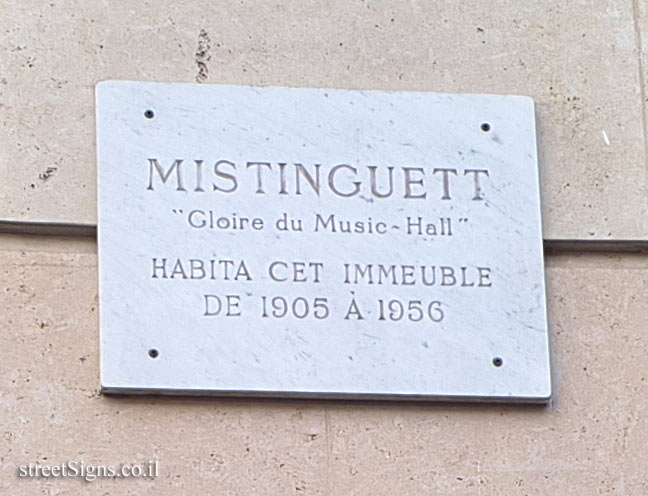 MISTINGUETT
"Gloire du Music-Hall"
HABITA CET IMMEUBLE
DE 1905 À 1956
streetSigns.co.il